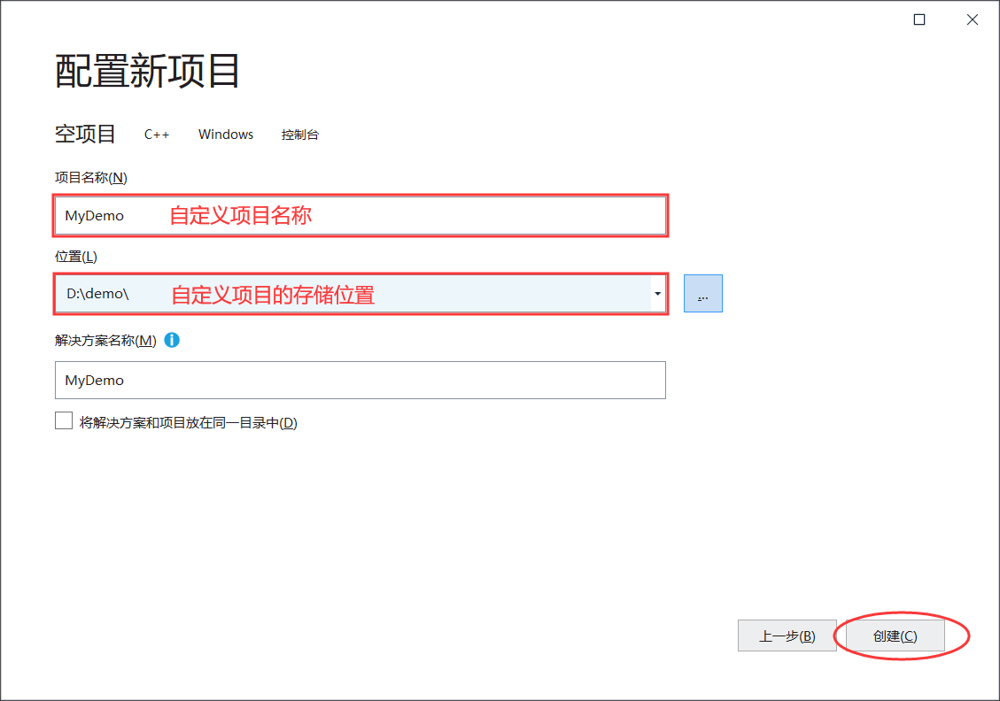 配置新项目
空项目 C++ Windows 控制台
项目名称(N)
MyDemo 自定义项目名称
位置(L)
D:\demo\ 自定义项目的存储位置 ...
解决方案名称(M) i
MyDemo
将解决方案和项目放在同一目录中(D)
上一步(B) 创建(C)